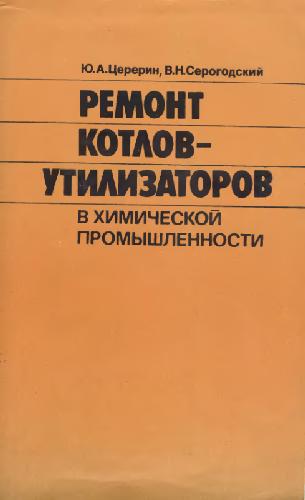 Ю.А.Церерин, В.Н.Серогодский
РЕМОНТ
КОТЛОВ-
УТИЛИЗАТОРОВ
В ХИМИЧЕСКОЙ
ПРОМЫШЛЕННОСТИ